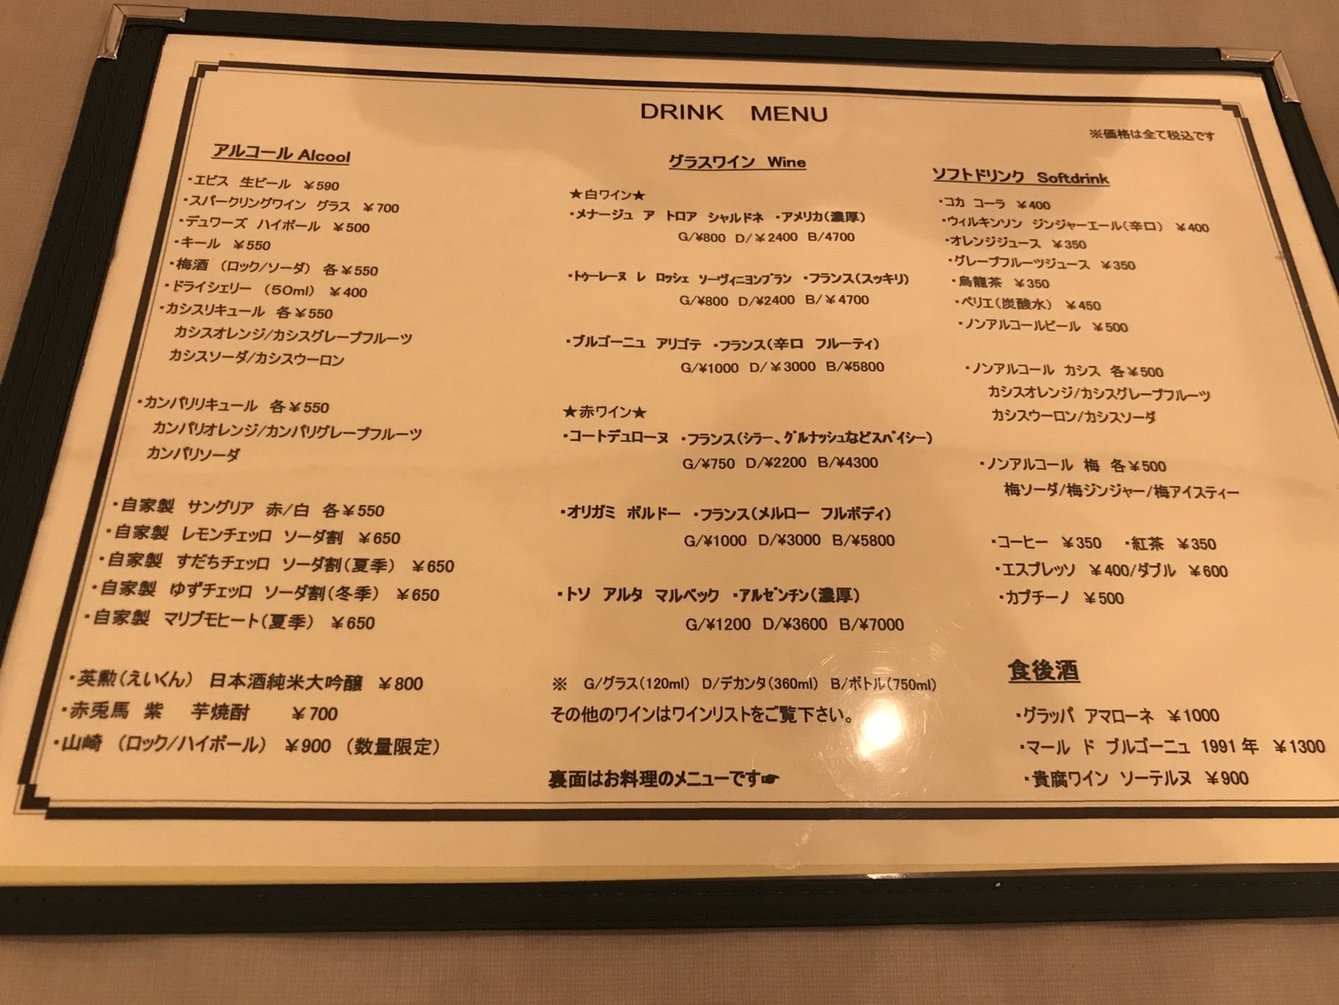 DRINK MENU
※価格は全て税込です
アルコール Alcool
・エビス 生ビール ￥590
・スパークリングワイン グラス ￥700
・デュワーズ ハイボール ￥500
・キール ￥550
・梅酒 (ロック/ソーダ) 各￥550
・ドライシェリー (50ml) ￥400
・カシスリキュール 各￥550
カシスオレンジ/カシスグレープフルーツ
カシスソーダ/カシスウーロン
・カンパリリキュール 各￥550
カンパリオレンジ/カンパリグレープフルーツ
カンパリソーダ
・自家製 サングリア 赤/白 各￥550
・自家製 レモンチェッロ ソーダ割 ￥650
・自家製 すだちチェッロ ソーダ割(夏季) ￥650
・自家製 ゆずチェッロ ソーダ割(冬季) ￥650
・自家製 マリブモヒート(夏季) ￥650
・英勲(えいくん) 日本酒純米大吟醸 ￥800
・赤兎馬 紫 芋焼酎 ￥700
・山崎 (ロック/ハイボール) ￥900 (数量限定)
グラスワイン Wine
★白ワイン★
・メナージュ ア トロア シャルドネ ・アメリカ(濃厚)
G/¥800 D/￥2400 B/4700
・トゥーレーヌ レ ロッシェ ソーヴィニヨンブラン ・フランス(スッキリ)
G/¥800 D/¥2400 B/￥4700
・ブルゴーニュ アリゴテ ・フランス(辛口 フルーティ)
G/¥1000 D/￥3000 B/¥5800
★赤ワイン★
・コートデュローヌ ・フランス(シラー、グルナッシュなどスパイシー)
G/¥750 D/¥2200 B/¥4300
・オリガミ ボルドー ・フランス(メルロー フルボディ)
G/¥1000 D/¥3000 B/¥5800
・トソ アルタ マルベック ・アルゼンチン(濃厚)
G/¥1200 D/¥3600 B/¥7000
※ G/グラス(120ml) D/デカンタ(360ml) B/ボトル(750ml)
その他のワインはワインリストをご覧下さい。
裏面はお料理のメニューです☛
ソフトドリンク Softdrink
・コカ コーラ ￥400
・ウィルキンソン ジンジャーエール(辛口) ￥400
・オレンジジュース ￥350
・グレープフルーツジュース ￥350
・烏龍茶 ￥350
・ペリエ(炭酸水) ￥450
・ノンアルコールビール ￥500
・ノンアルコール カシス 各￥500
カシスオレンジ/カシスグレープフルーツ
カシスウーロン/カシスソーダ
・ノンアルコール 梅 各￥500
梅ソーダ/梅ジンジャー/梅アイスティー
・コーヒー ￥350 ・紅茶 ￥350
・エスプレッソ ￥400/ダブル ￥600
・カプチーノ ￥500
食後酒
・グラッパ アマローネ ￥1000
・マール ド ブルゴーニュ 1991年 ￥1300
・貴腐ワイン ソーテルヌ ￥900